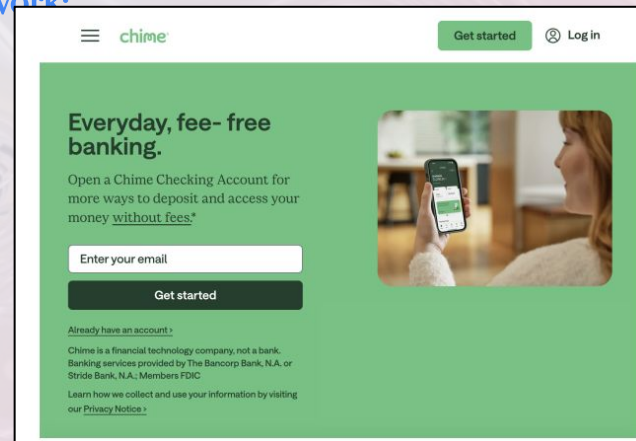 work:
chime
Get started
Log in
Everyday, fee- free
banking.
Open a Chime Checking Account for
more ways to deposit and access your
money without fees.*
Enter your email
Get started
Already have an account ›
Chime is a financial technology company, not a bank.
Banking services provided by The Bancorp Bank, N.A. or
Stride Bank, N.A.; Members FDIC
Learn how we collect and use your information by visiting
our Privacy Notice ›